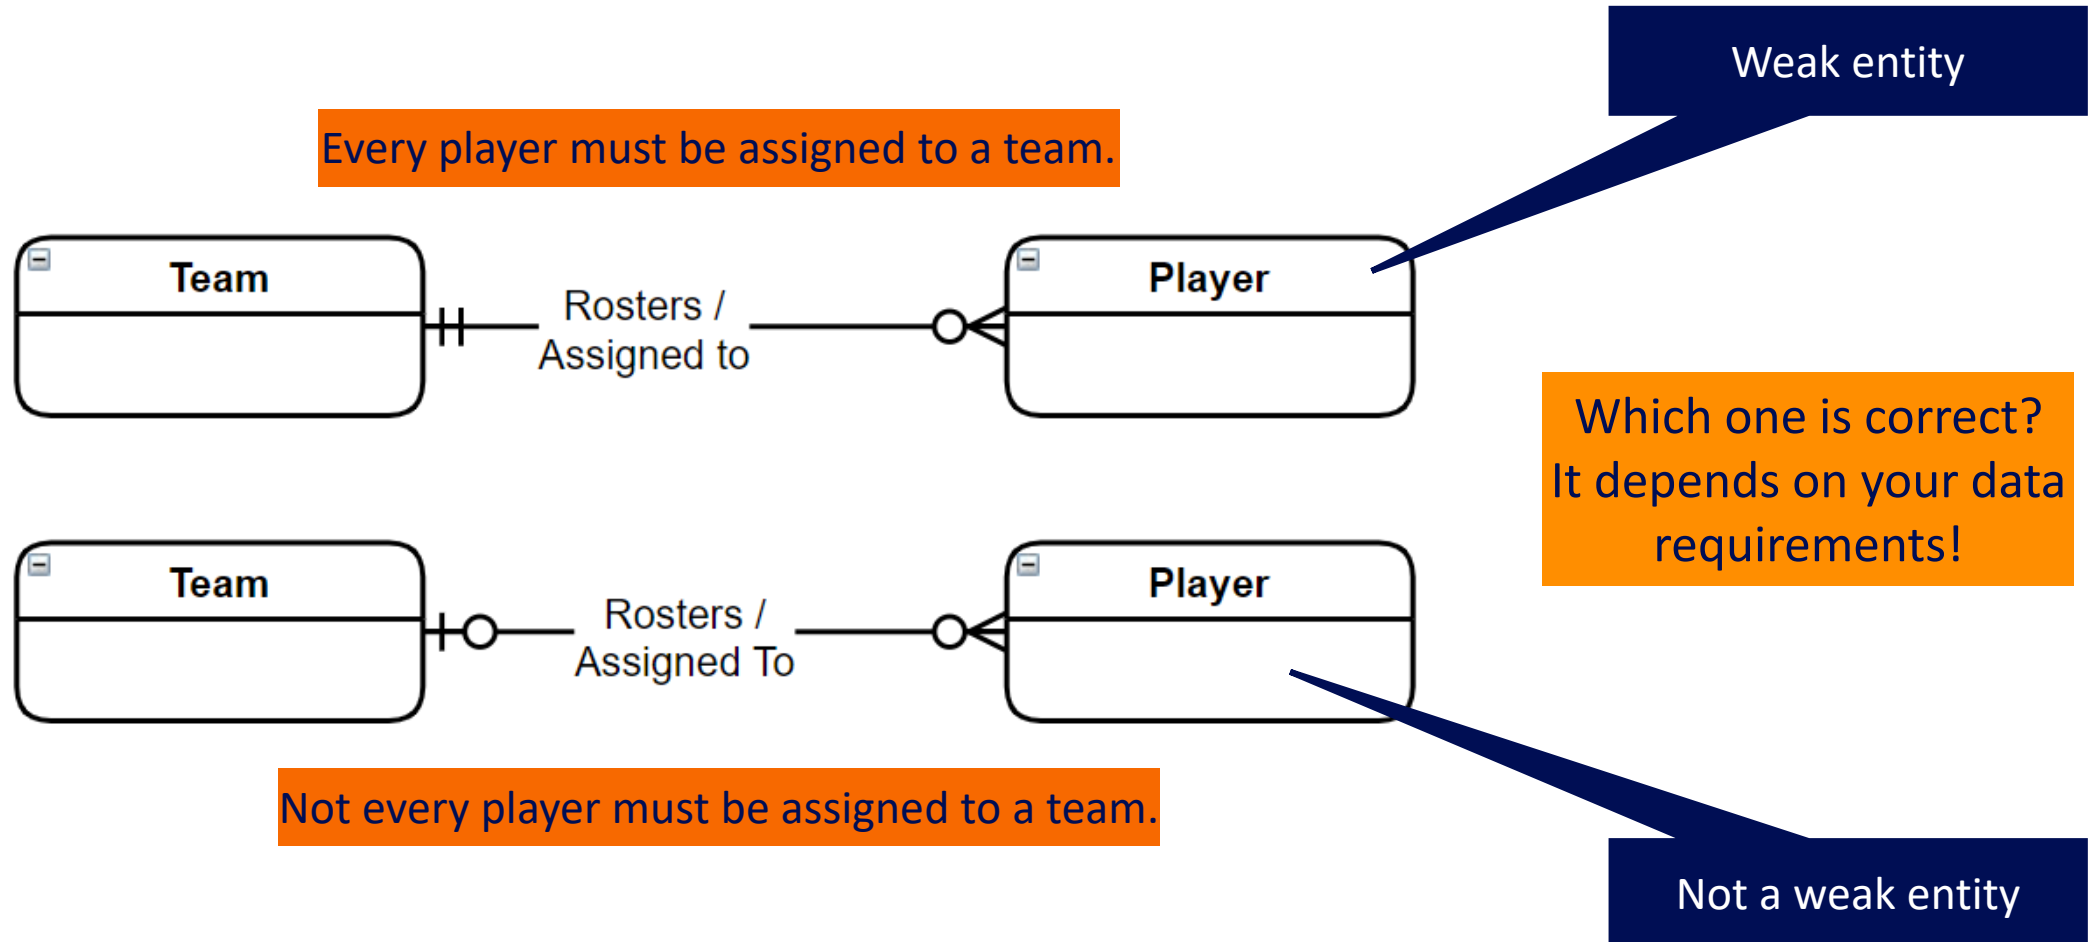 Weak entity
Every player must be assigned to a team.
Team
Rosters /
Assigned to
Player
Which one is correct?
It depends on your data
requirements!
Team
Rosters /
Assigned To
Player
Not every player must be assigned to a team.
Not a weak entity